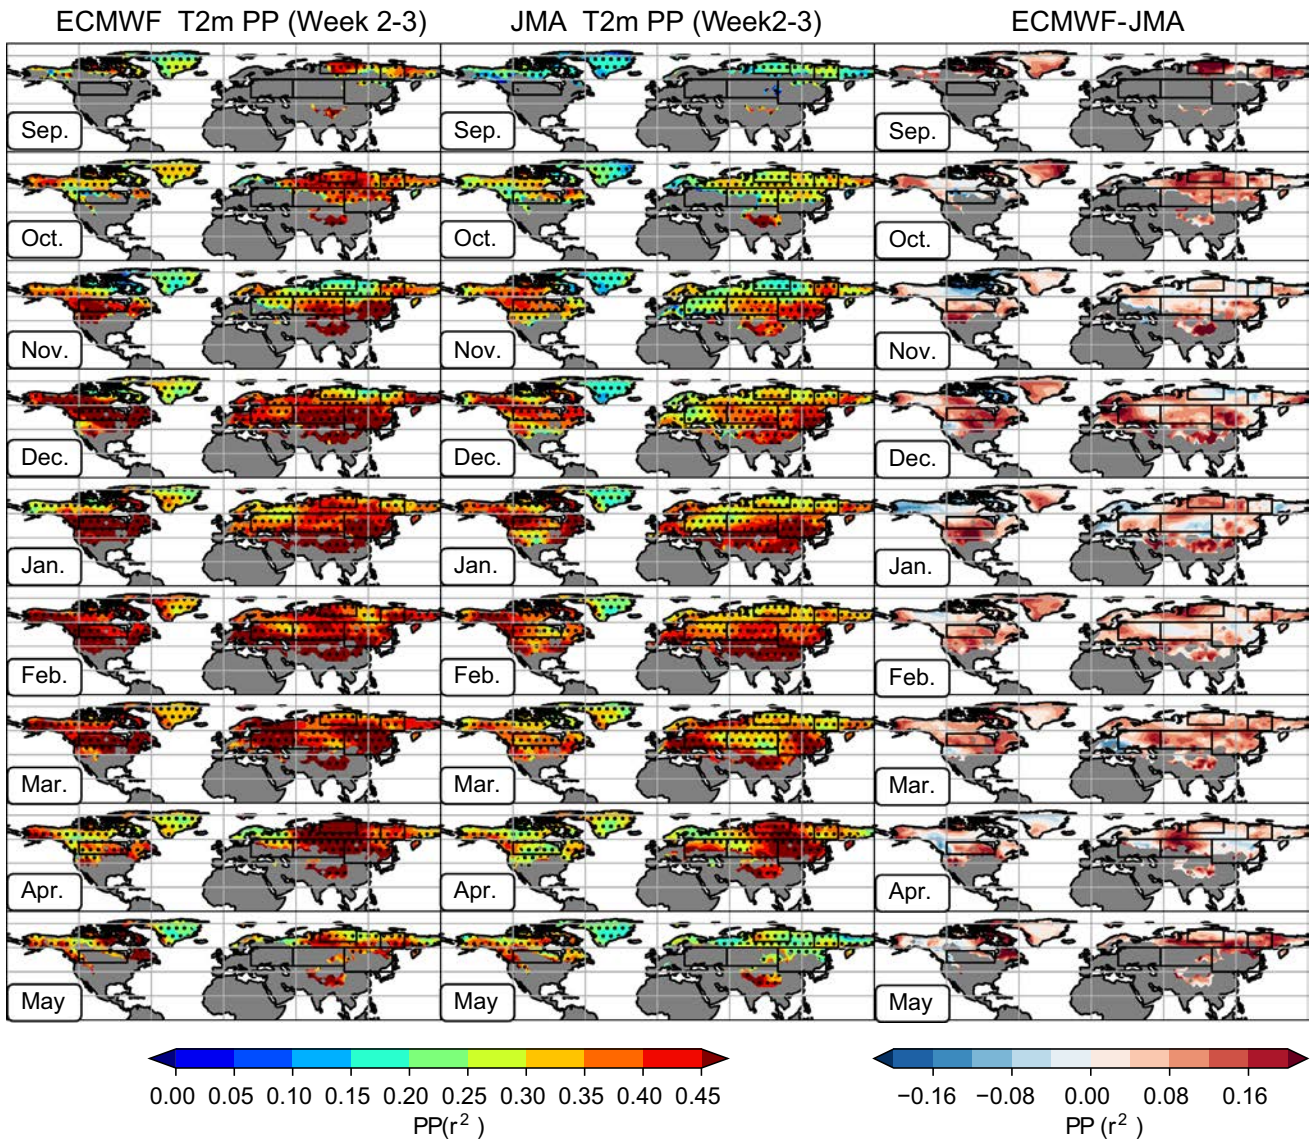 ECMWF T2m PP (Week 2-3) JMA T2m PP (Week2-3) ECMWF-JMA
Sep. Sep. Sep.
Oct. Oct. Oct.
Nov. Nov. Nov.
Dec. Dec. Dec.
Jan. Jan. Jan.
Feb. Feb. Feb.
Mar. Mar. Mar.
Apr. Apr. Apr.
May May May
0.00 0.05 0.10 0.15 0.20 0.25 0.30 0.35 0.40 0.45 −0.16 −0.08 0.00 0.08 0.16
PP(r²) PP (r²)